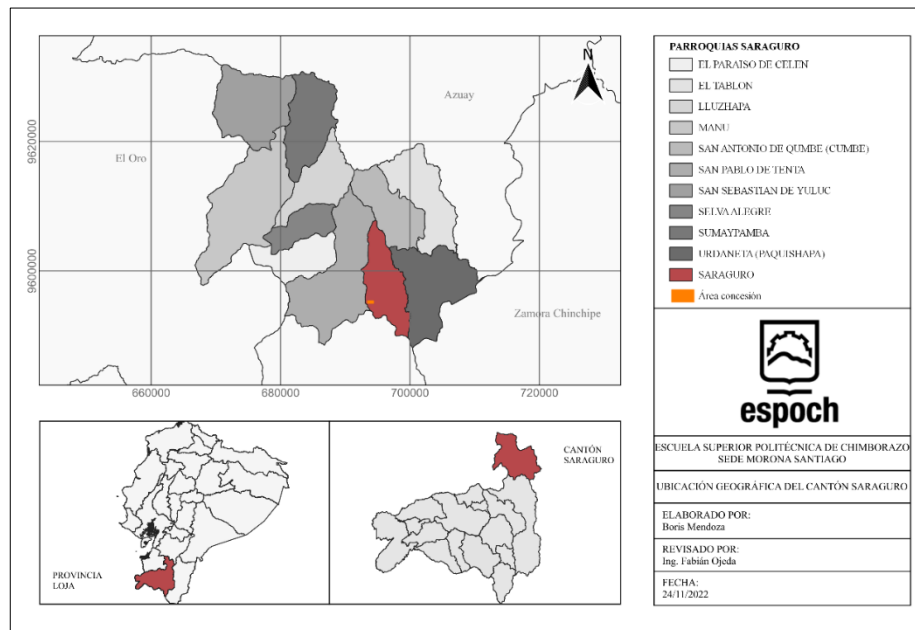 N
Azuay
El Oro
Zamora Chinchipe
9620000
9600000
660000
680000
700000
720000
PARROQUIAS SARAGURO
EL PARAISO DE CELEN
EL TABLON
LLUZHAPA
MANU
SAN ANTONIO DE QUMBE (CUMBE)
SAN PABLO DE TENTA
SAN SEBASTIAN DE YULUC
SELVA ALEGRE
SUMAYPAMBA
URDANETA (PAQUISHAPA)
SARAGURO
Área concesión
espoch
ESCUELA SUPERIOR POLITÉCNICA DE CHIMBORAZO
SEDE MORONA SANTIAGO
UBICACIÓN GEOGRÁFICA DEL CANTÓN SARAGURO
ELABORADO POR:
Boris Mendoza
REVISADO POR:
Ing. Fabián Ojeda
FECHA:
24/11/2022
PROVINCIA
LOJA
CANTÓN
SARAGURO